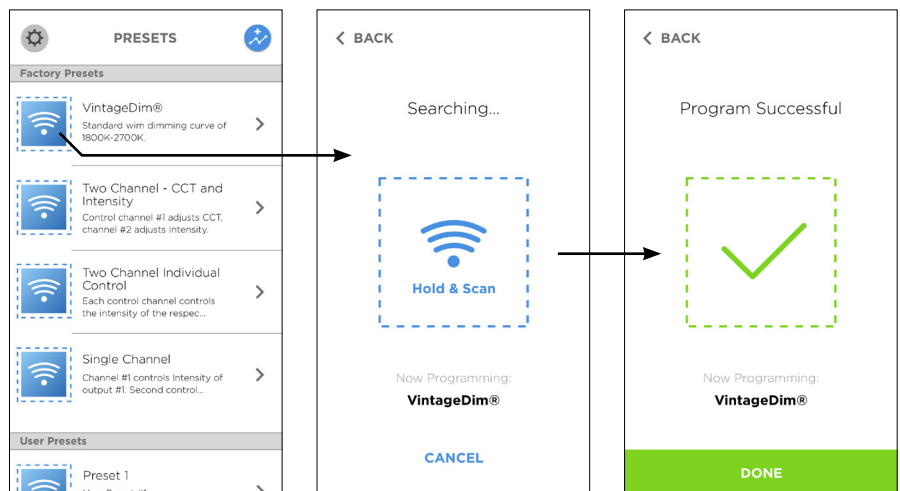 PRESETS
Factory Presets
VintageDim®
Standard wim dimming curve of
1800K-2700K.
Two Channel - CCT and
Intensity
Control channel #1 adjusts CCT,
channel #2 adjusts Intensity.
Two Channel Individual
Control
Each control channel controls
the intensity of the respec...
Single Channel
Channel #1 controls Intensity of
output #1. Second control...
User Presets
Preset 1
BACK
Searching...
Hold & Scan
Now Programming:
VintageDim®
CANCEL
BACK
Program Successful
Now Programming:
VintageDim®
DONE